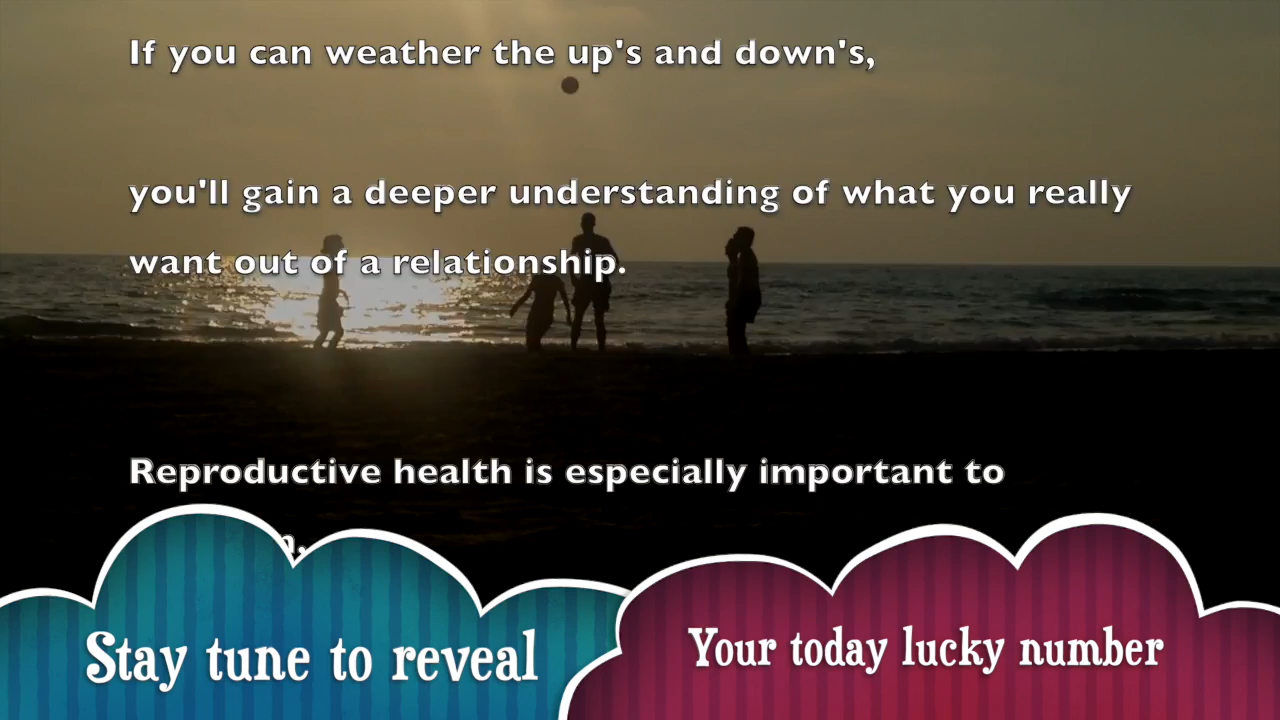 If you can weather the up's and down's,
you'll gain a deeper understanding of what you really
want out of a relationship.
Reproductive health is especially important to
Stay tune to reveal
Your today lucky number